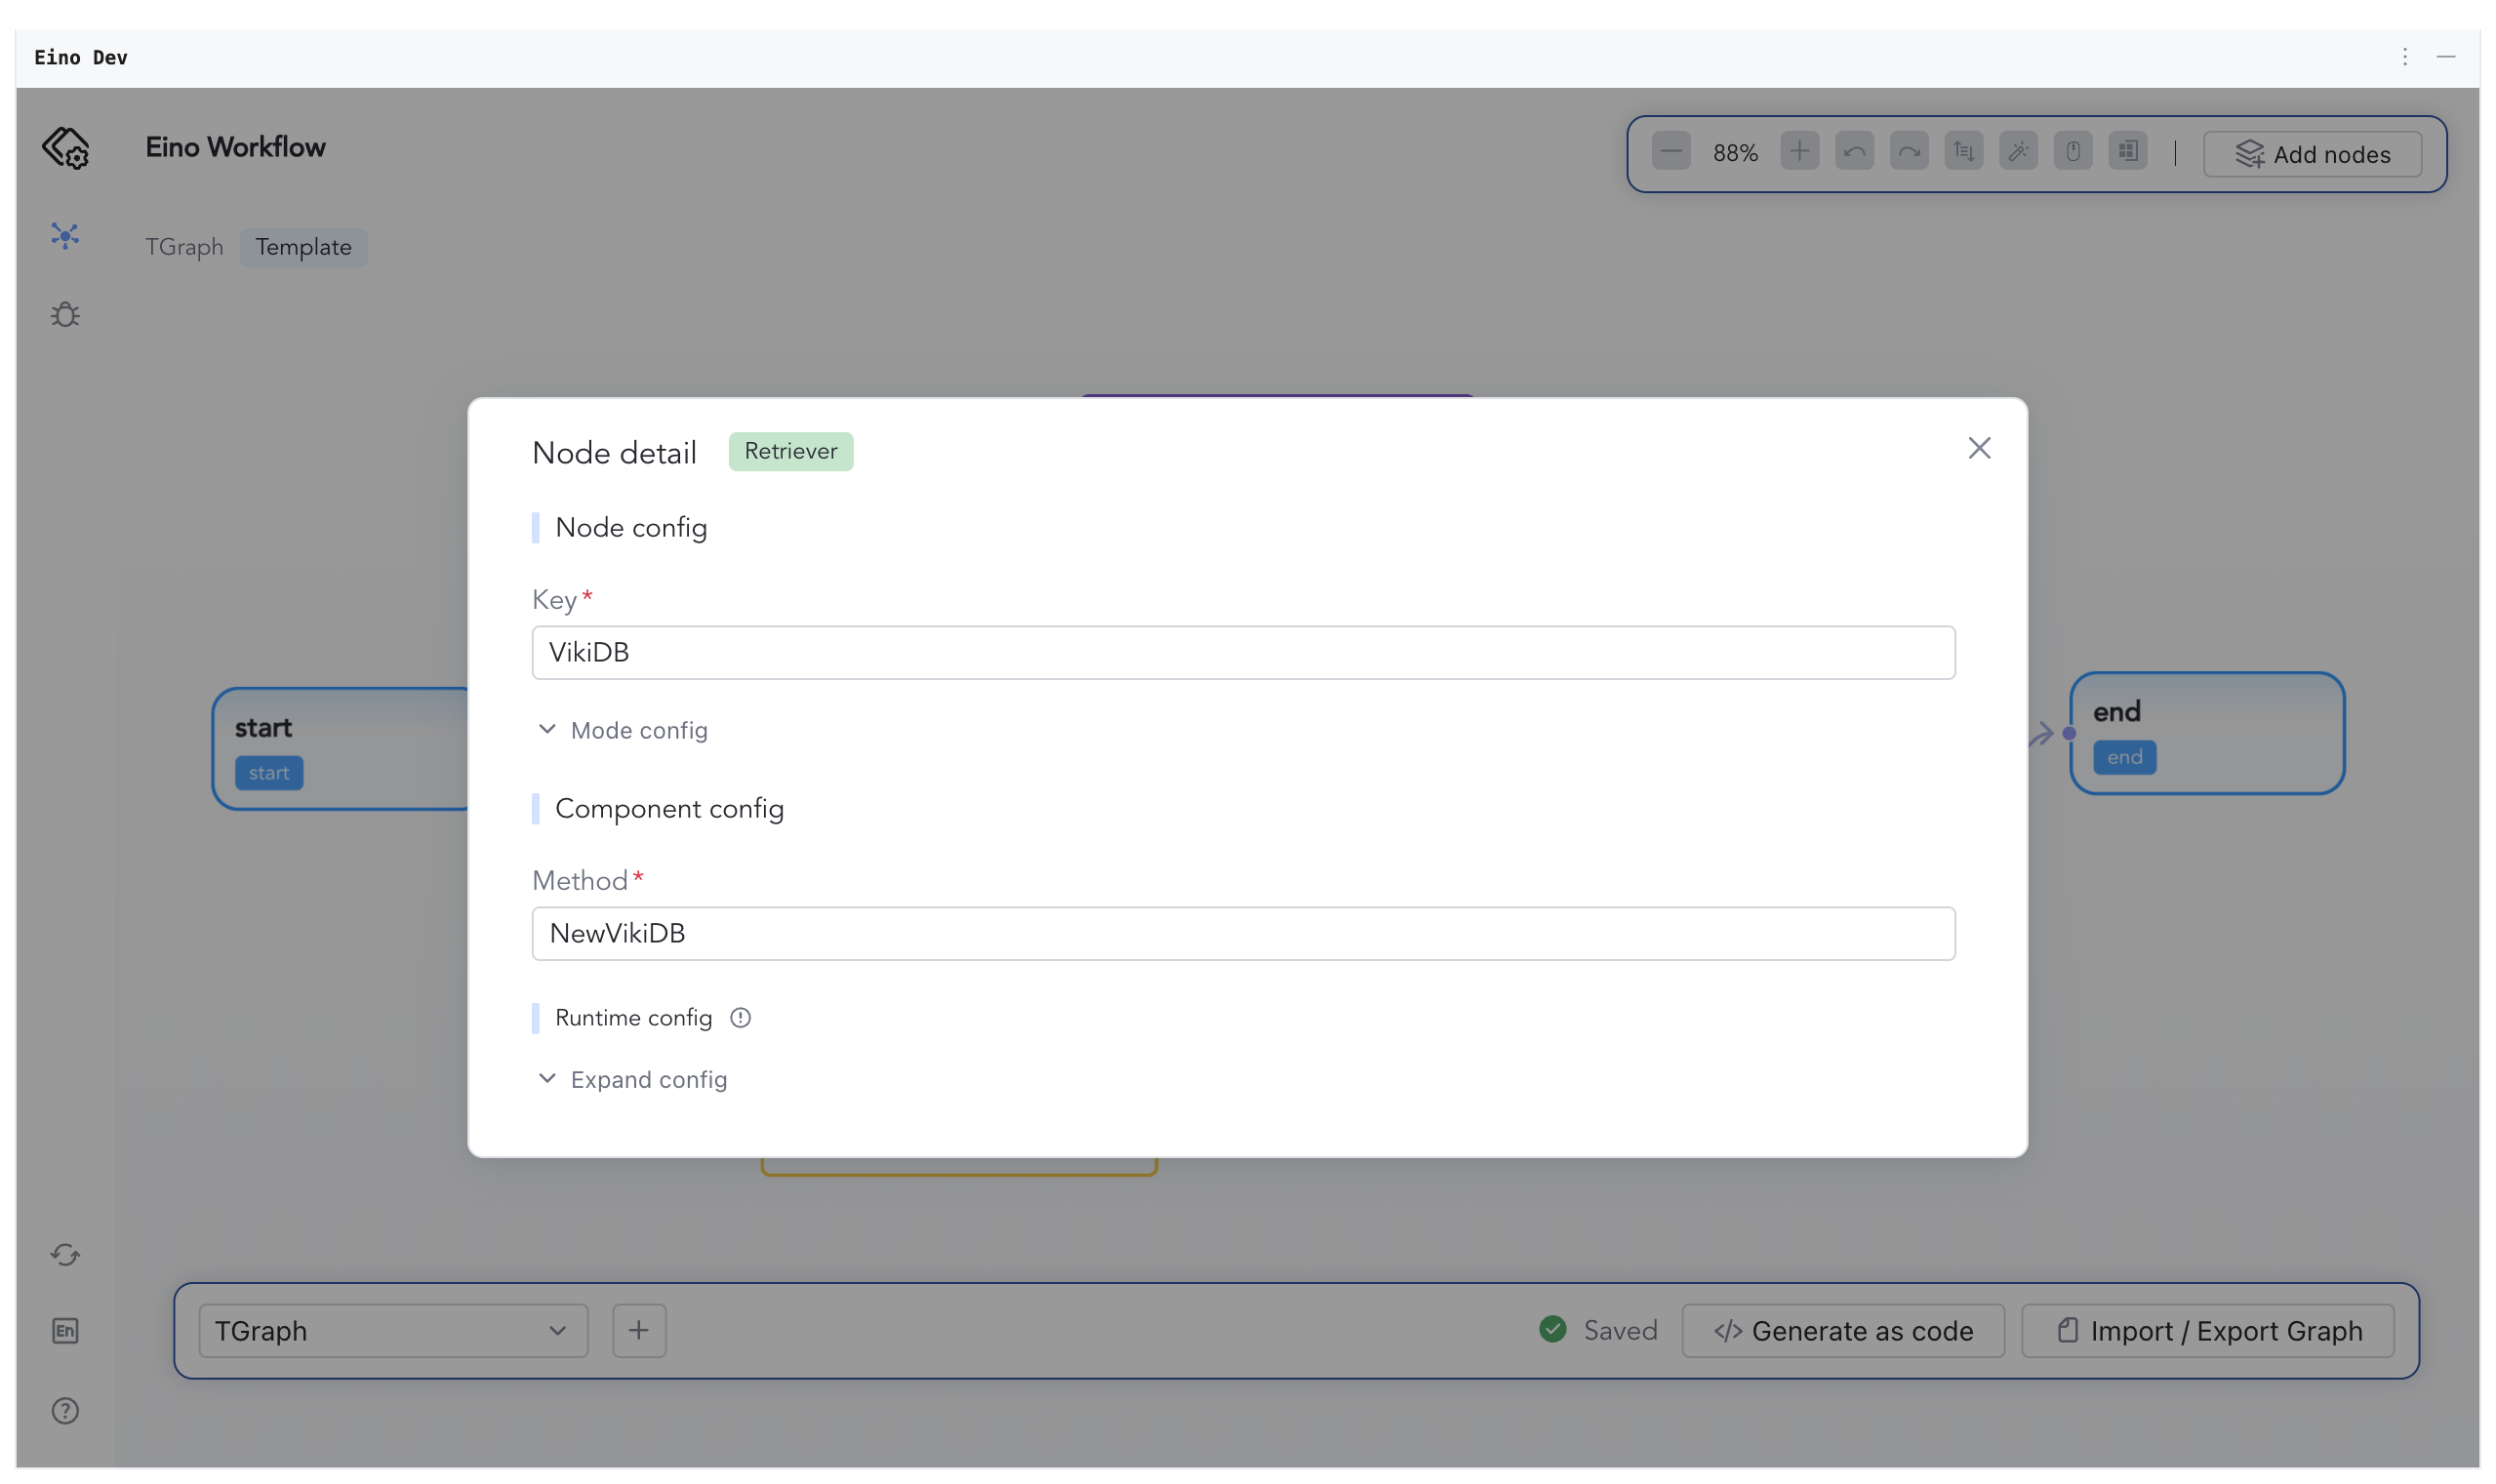 Eino Dev
Eino Workflow
88%
Add nodes
TGraph Template
Node detail Retriever
Node config
Key*
VikiDB
Mode config
start
start
end
end
Component config
Method*
NewVikiDB
Runtime config
Expand config
TGraph
Saved
</> Generate as code
Import / Export Graph
En